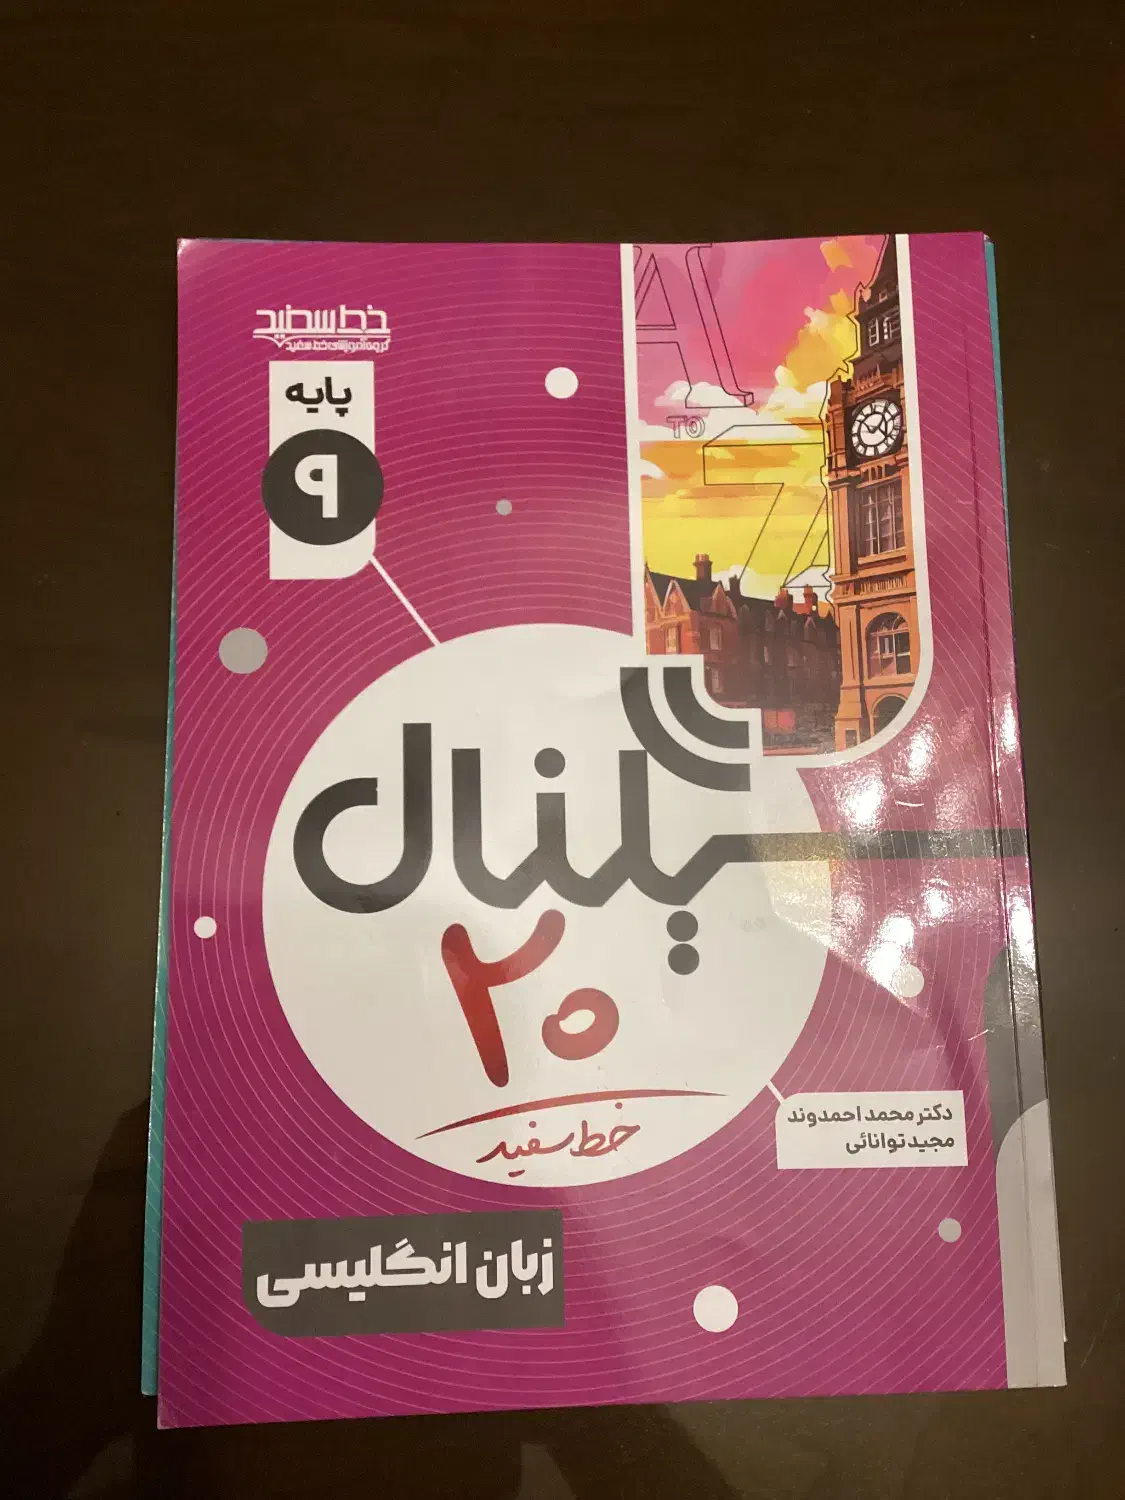 خط سفید
گروه آموزشی خط سفید
پایه
۹
A
TO
Z
سیگنال
۲۰
خط سفید
دکتر محمد احمدوند
مجید توانائی
زبان انگلیسی